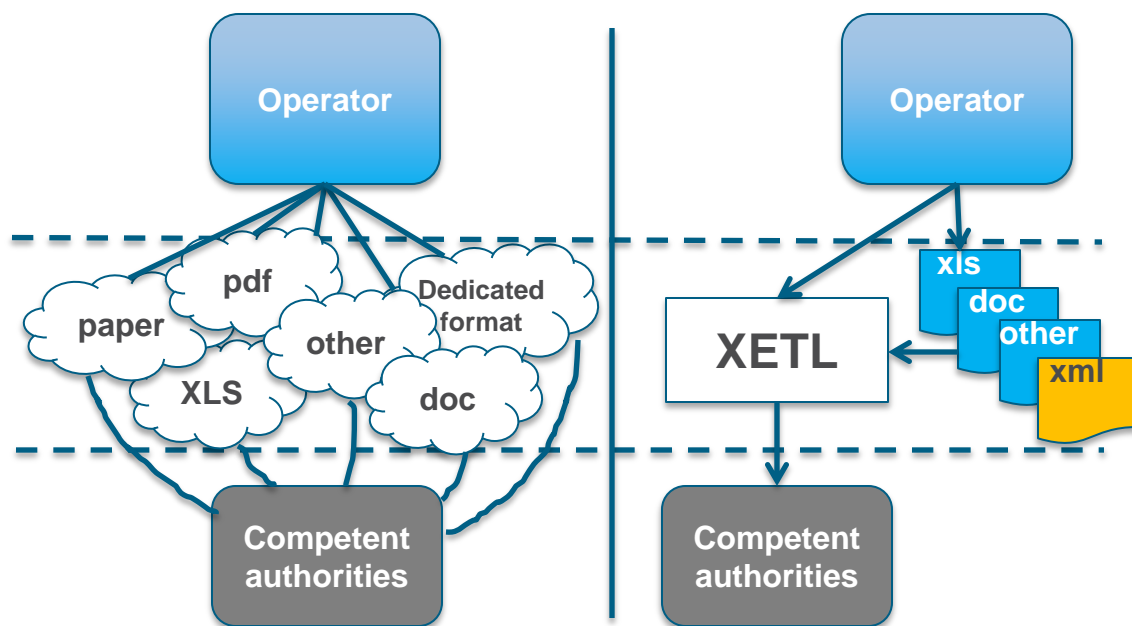 Operator
pdf
Dedicated
format
paper
other
XLS
doc
Competent
authorities
Operator
xls
doc
other
xml
XETL
Competent
authorities